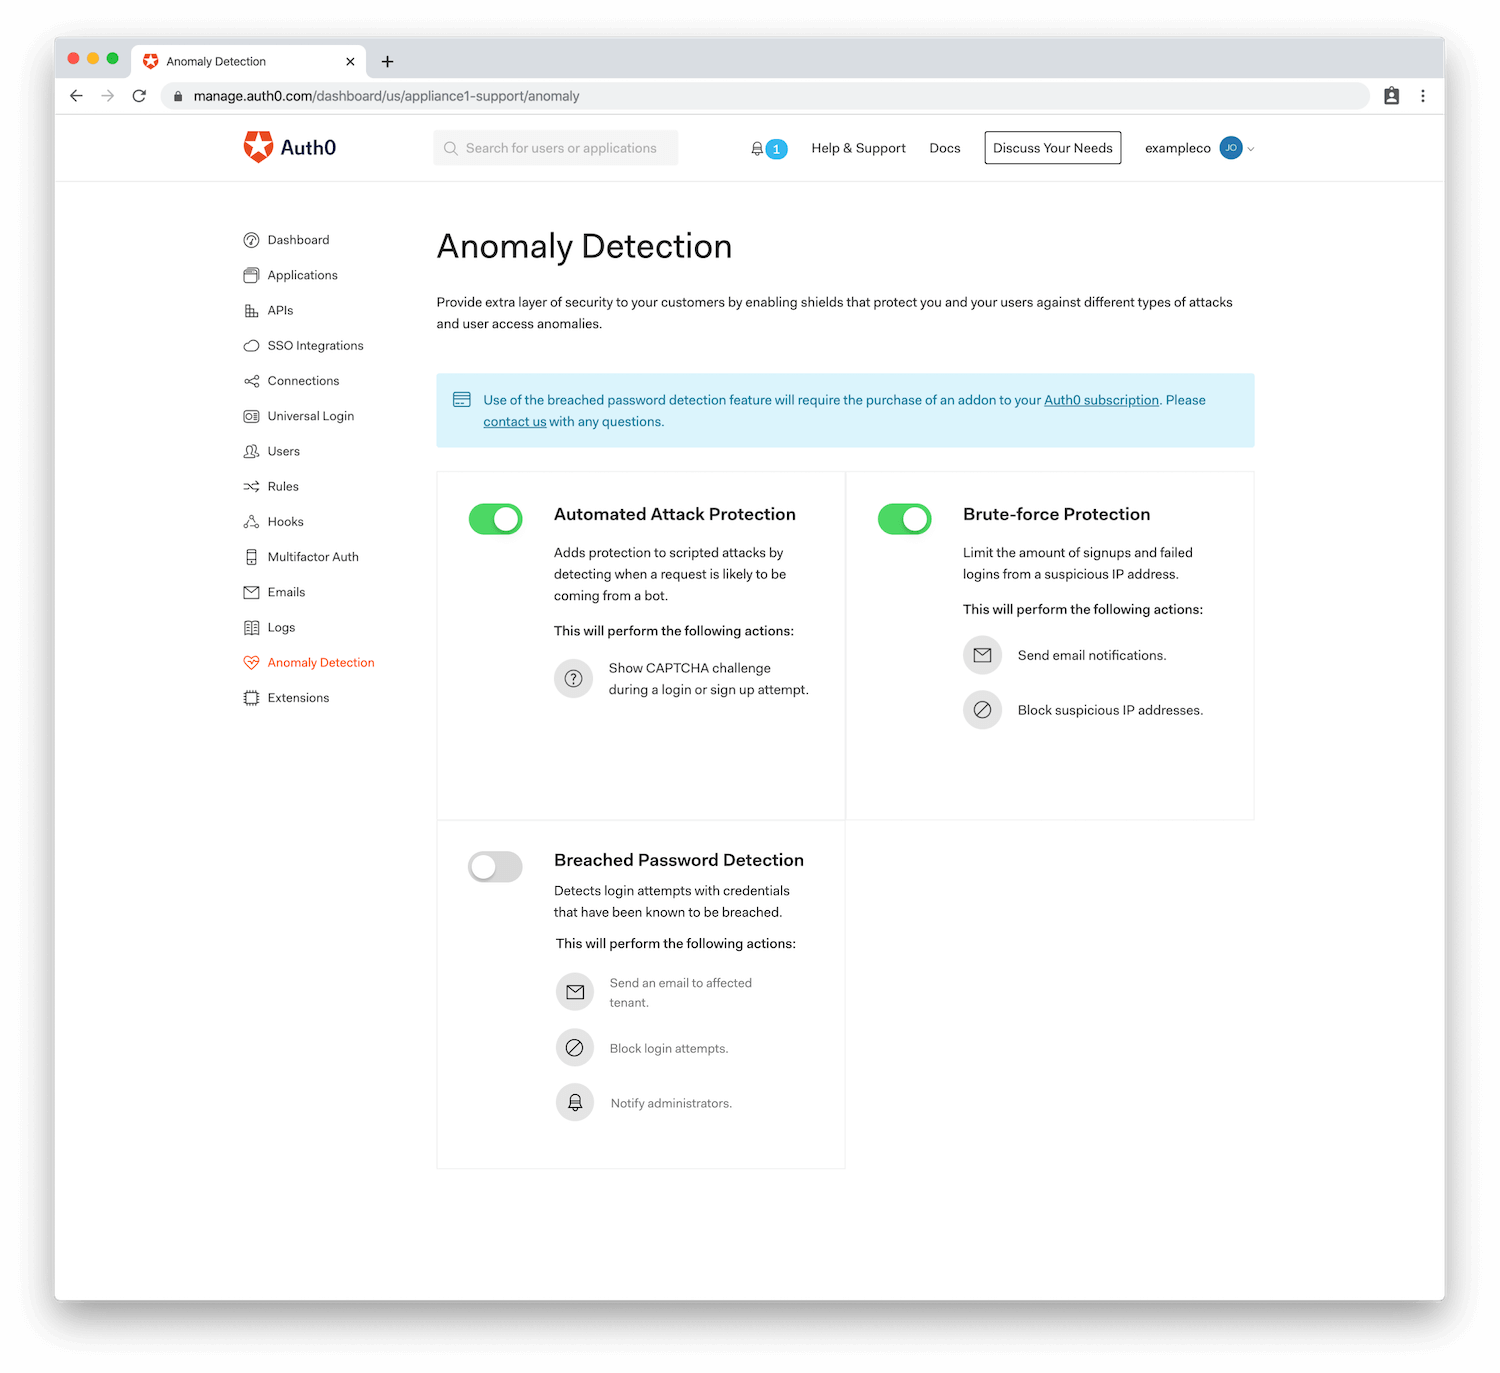 Anomaly Detection
manage.auth0.com/dashboard/us/appliance1-support/anomaly
Auth0
Search for users or applications
1
Help & Support
Docs
Discuss Your Needs
exampleco
JO
Dashboard
Applications
APIs
SSO Integrations
Connections
Universal Login
Users
Rules
Hooks
Multifactor Auth
Emails
Logs
Anomaly Detection
Extensions
Anomaly Detection
Provide extra layer of security to your customers by enabling shields that protect you and your users against different types of attacks
and user access anomalies.
Use of the breached password detection feature will require the purchase of an addon to your Auth0 subscription. Please
contact us with any questions.
Automated Attack Protection
Adds protection to scripted attacks by
detecting when a request is likely to be
coming from a bot.
This will perform the following actions:
Show CAPTCHA challenge
during a login or sign up attempt.
Brute-force Protection
Limit the amount of signups and failed
logins from a suspicious IP address.
This will perform the following actions:
Send email notifications.
Block suspicious IP addresses.
Breached Password Detection
Detects login attempts with credentials
that have been known to be breached.
This will perform the following actions:
Send an email to affected
tenant.
Block login attempts.
Notify administrators.